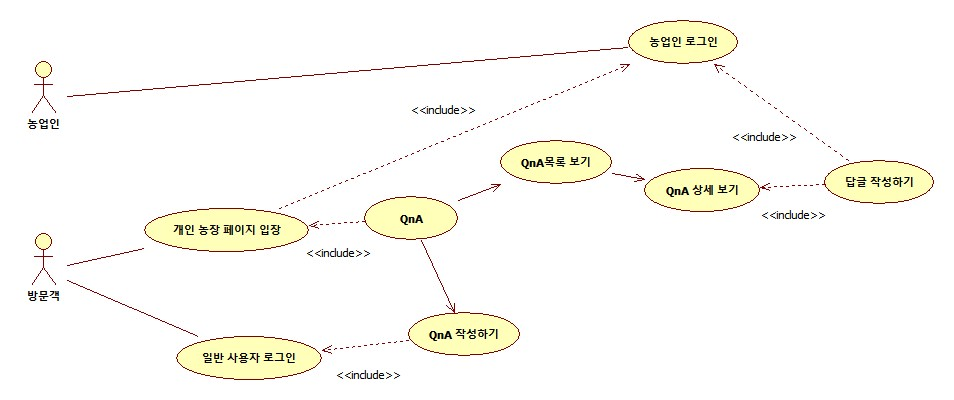 농업인 로그인
농업인
<<include>>
<<include>>
QnA목록 보기
QnA 상세 보기
답글 작성하기
<<include>>
개인 농장 페이지 입장
QnA
<<include>>
방문객
QnA 작성하기
일반 사용자 로그인
<<include>>